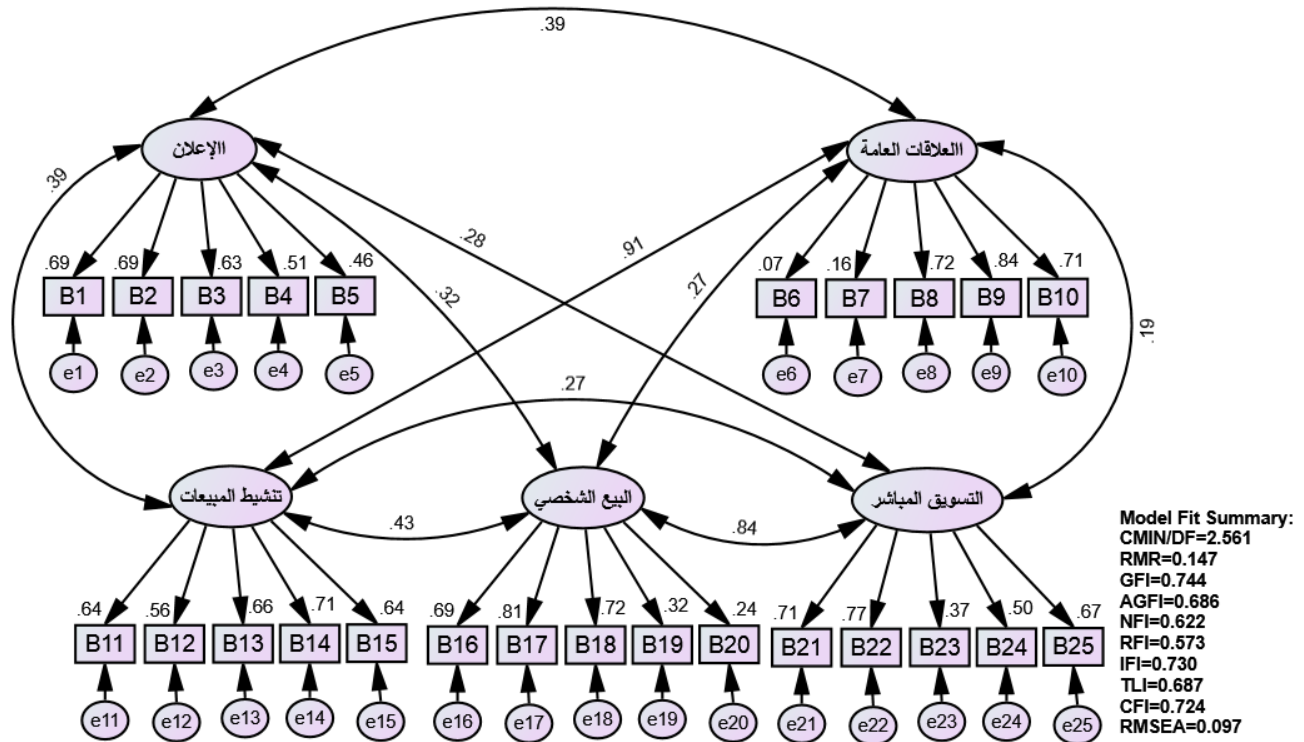 .39
االإعلان
االعلاقات العامة
.39
.28
.91
.32
.27
.19
.69 .69 .63 .51 .46
B1 B2 B3 B4 B5
e1 e2 e3 e4 e5
.07 .16 .72 .84 .71
B6 B7 B8 B9 B10
e6 e7 e8 e9 e10
.27
تنشيط المبيعات
البيع الشخصي
التسويق المباشر
.43
.84
.64 .56 .66 .71 .64
B11 B12 B13 B14 B15
e11 e12 e13 e14 e15
.69 .81 .72 .32 .24
B16 B17 B18 B19 B20
e16 e17 e18 e19 e20
.71 .77 .37 .50 .67
B21 B22 B23 B24 B25
e21 e22 e23 e24 e25
Model Fit Summary:
CMIN/DF=2.561
RMR=0.147
GFI=0.744
AGFI=0.686
NFI=0.622
RFI=0.573
IFI=0.730
TLI=0.687
CFI=0.724
RMSEA=0.097